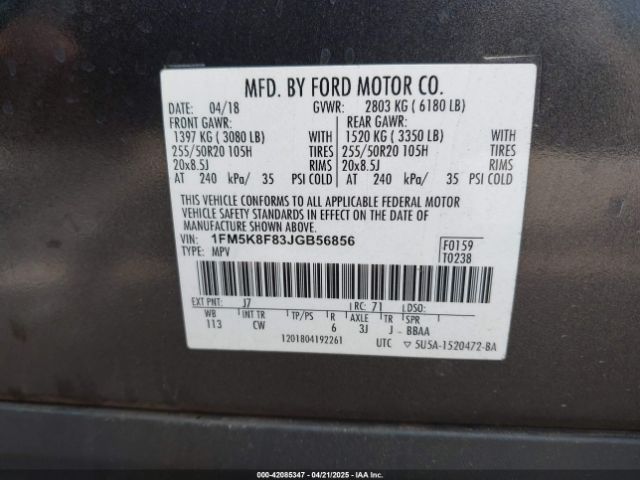 MFD. BY FORD MOTOR CO.
DATE: 04/18 GVWR: 2803 KG ( 6180 LB)
FRONT GAWR: REAR GAWR:
1397 KG ( 3080 LB) WITH 1520 KG ( 3350 LB) WITH
255/50R20 105H TIRES 255/50R20 105H TIRES
20x8.5J RIMS 20x8.5J RIMS
AT 240 kPa/ 35 PSI COLD AT 240 kPa/ 35 PSI COLD
THIS VEHICLE CONFORMS TO ALL APPLICABLE FEDERAL MOTOR
VEHICLE SAFETY STANDARDS IN EFFECT ON THE DATE OF
MANUFACTURE SHOWN ABOVE.
VIN: 1FM5K8F83JGB56856 F0159
TYPE: MPV T0238
EXT PNT: J7 RC: 71 DSO:
WB INT TR TP/PS R AXLE TR SPR
113 CW 6 3J J - BBAA
1201804192261 UTC ▽ 5U5A-1520472-BA
000-42085347 - 04/21/2025 - IAAI.com